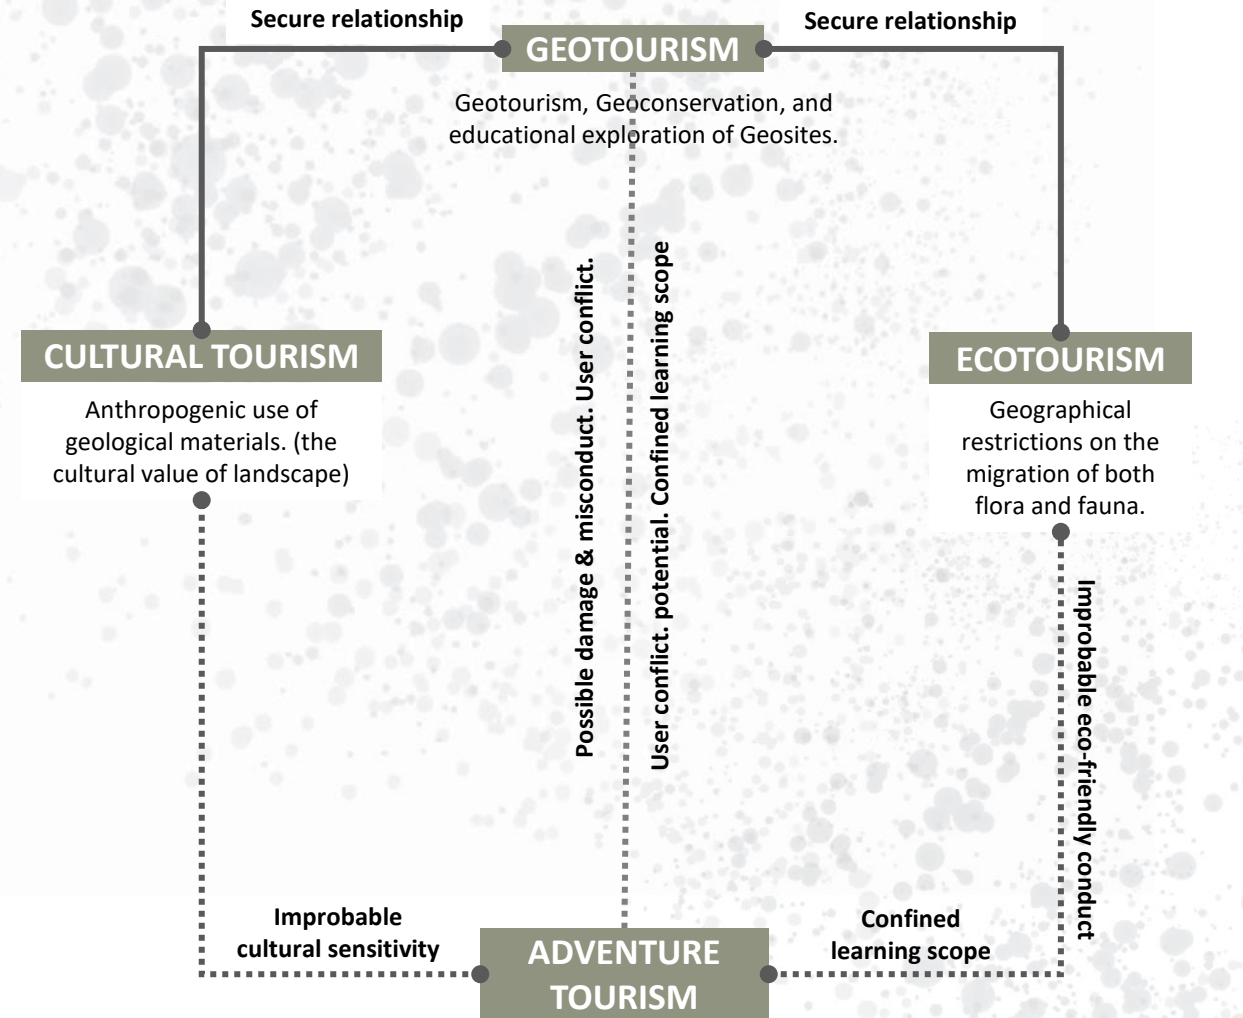 Secure relationship
Secure relationship
GEOTOURISM
Geotourism, Geoconservation, and
educational exploration of Geosites.
CULTURAL TOURISM
Anthropogenic use of
geological materials. (the
cultural value of landscape)
Possible damage & misconduct. User conflict.
User conflict. potential. Confined learning scope
ECOTOURISM
Geographical
restrictions on the
migration of both
flora and fauna.
Improbable eco-friendly conduct
Improbable
cultural sensitivity
ADVENTURE
TOURISM
Confined
learning scope